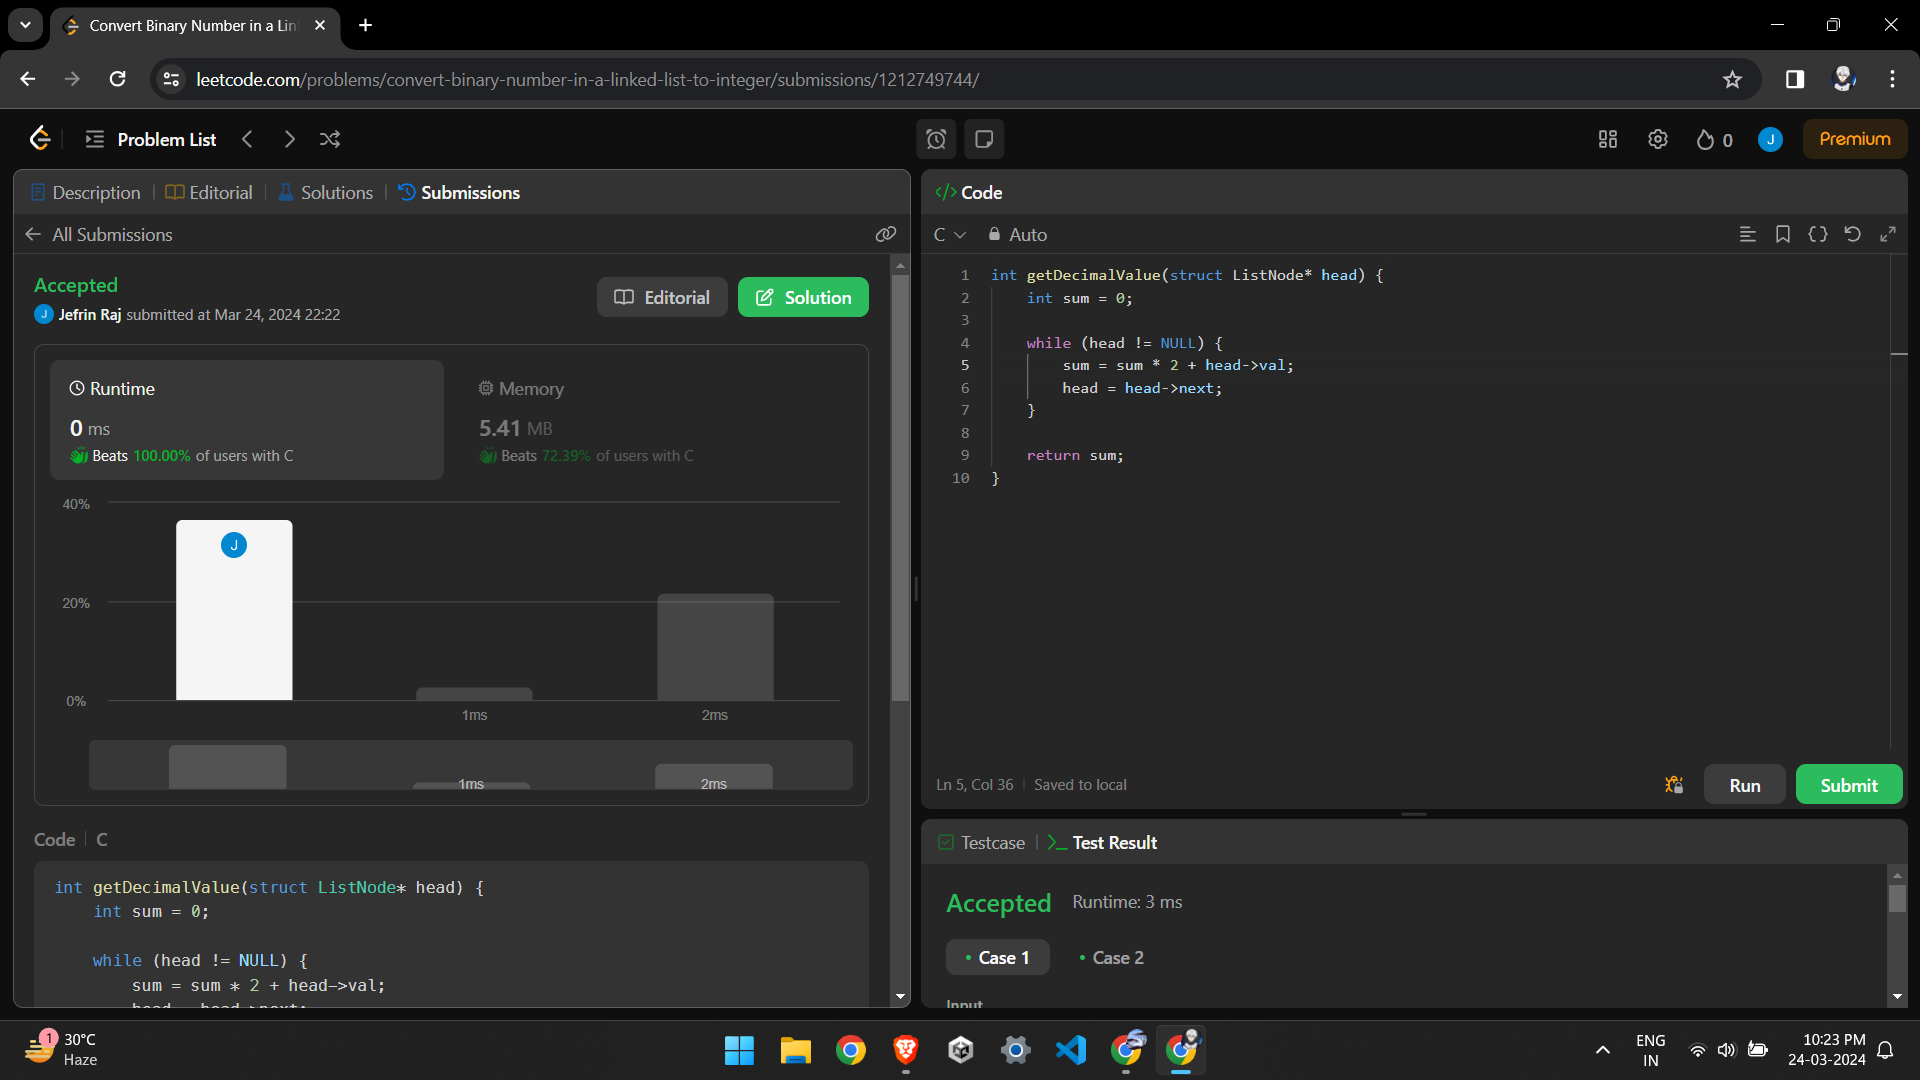 Convert Binary Number in a Lin
leetcode.com/problems/convert-binary-number-in-a-linked-list-to-integer/submissions/1212749744/
Problem List
0
J
Premium
Description
Editorial
Solutions
Submissions
All Submissions
Accepted
J Jefrin Raj submitted at Mar 24, 2024 22:22
Editorial
Solution
Runtime
0 ms
Beats 100.00% of users with C
Memory
5.41 MB
Beats 72.39% of users with C
40%
20%
0%
J
1ms
2ms
1ms
2ms
Code
C
int getDecimalValue(struct ListNode* head) {
int sum = 0;
while (head != NULL) {
sum = sum * 2 + head->val;
head = head->next;
</> Code
C
Auto
1 int getDecimalValue(struct ListNode* head) {
2 int sum = 0;
3
4 while (head != NULL) {
5 sum = sum * 2 + head->val;
6 head = head->next;
7 }
8
9 return sum;
10 }
Ln 5, Col 36
Saved to local
Run
Submit
Testcase
Test Result
Accepted
Runtime: 3 ms
Case 1
Case 2
Input
1
30°C
Haze
ENG
IN
10:23 PM
24-03-2024